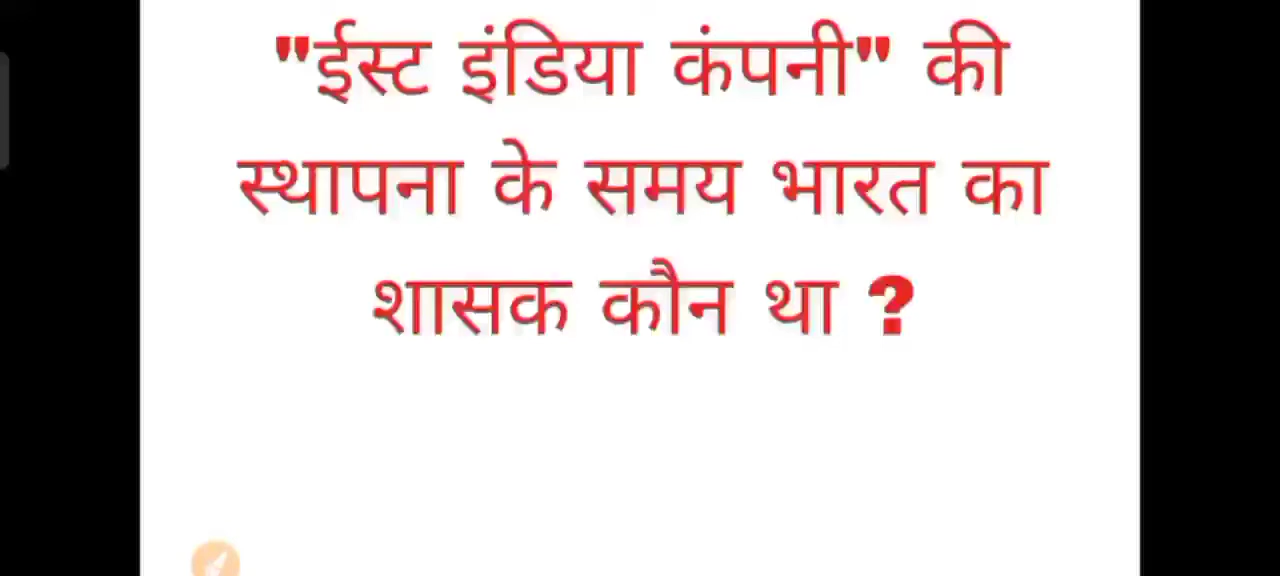 "ईस्ट इंडिया कंपनी" की
स्थापना के समय भारत का
शासक कौन था ?